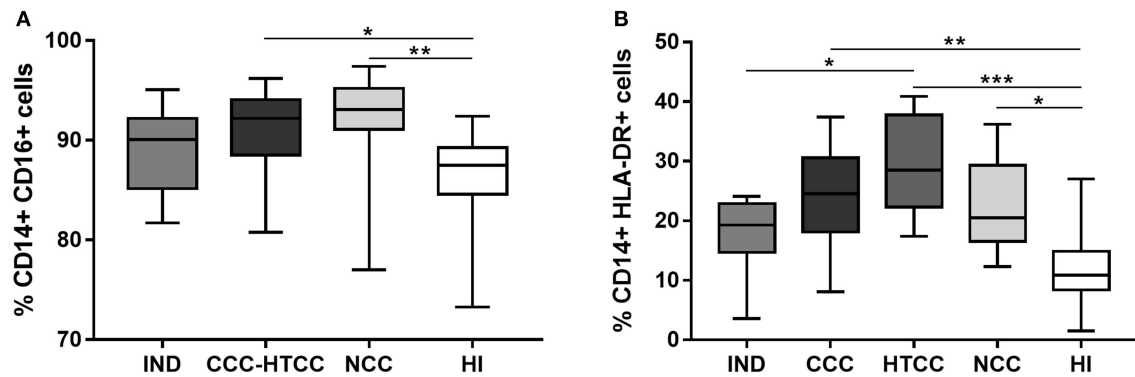 A
% CD14+ CD16+ cells
100
90
80
70
*
**
IND CCC-HTCC NCC HI
B
% CD14+ HLA-DR+ cells
50
40
30
20
10
0
**
*
***
*
IND CCC HTCC NCC HI